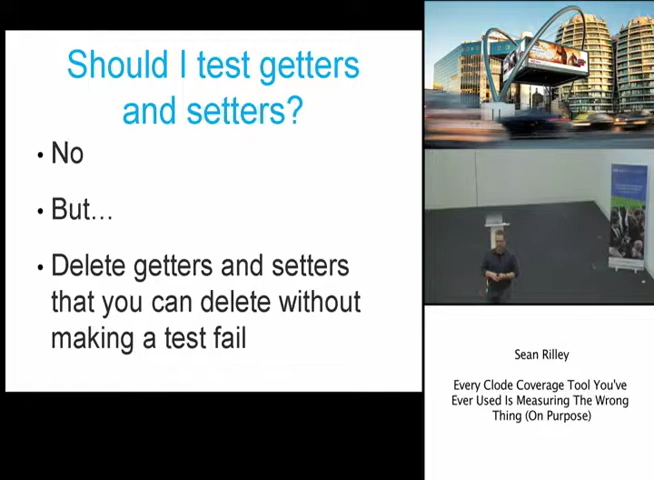 Should I test getters
and setters?
• No
• But...
• Delete getters and setters
that you can delete without
making a test fail
Sean Rilley
Every Clode Coverage Tool You've
Ever Used Is Measuring The Wrong
Thing (On Purpose)